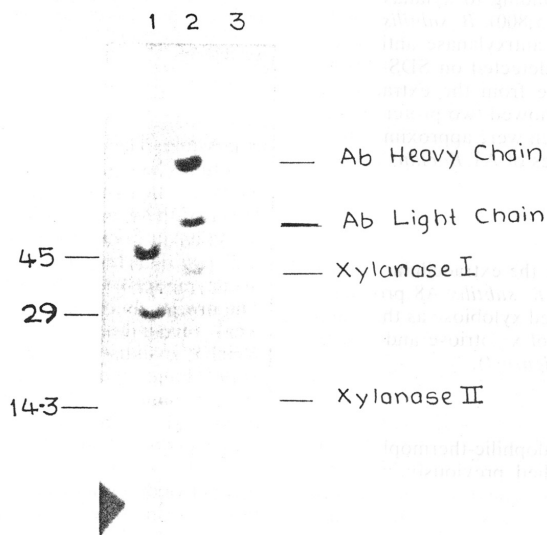 1 2 3
Ab Heavy Chain
Ab Light Chain
45
Xylanase I
29
14.3
Xylanase II